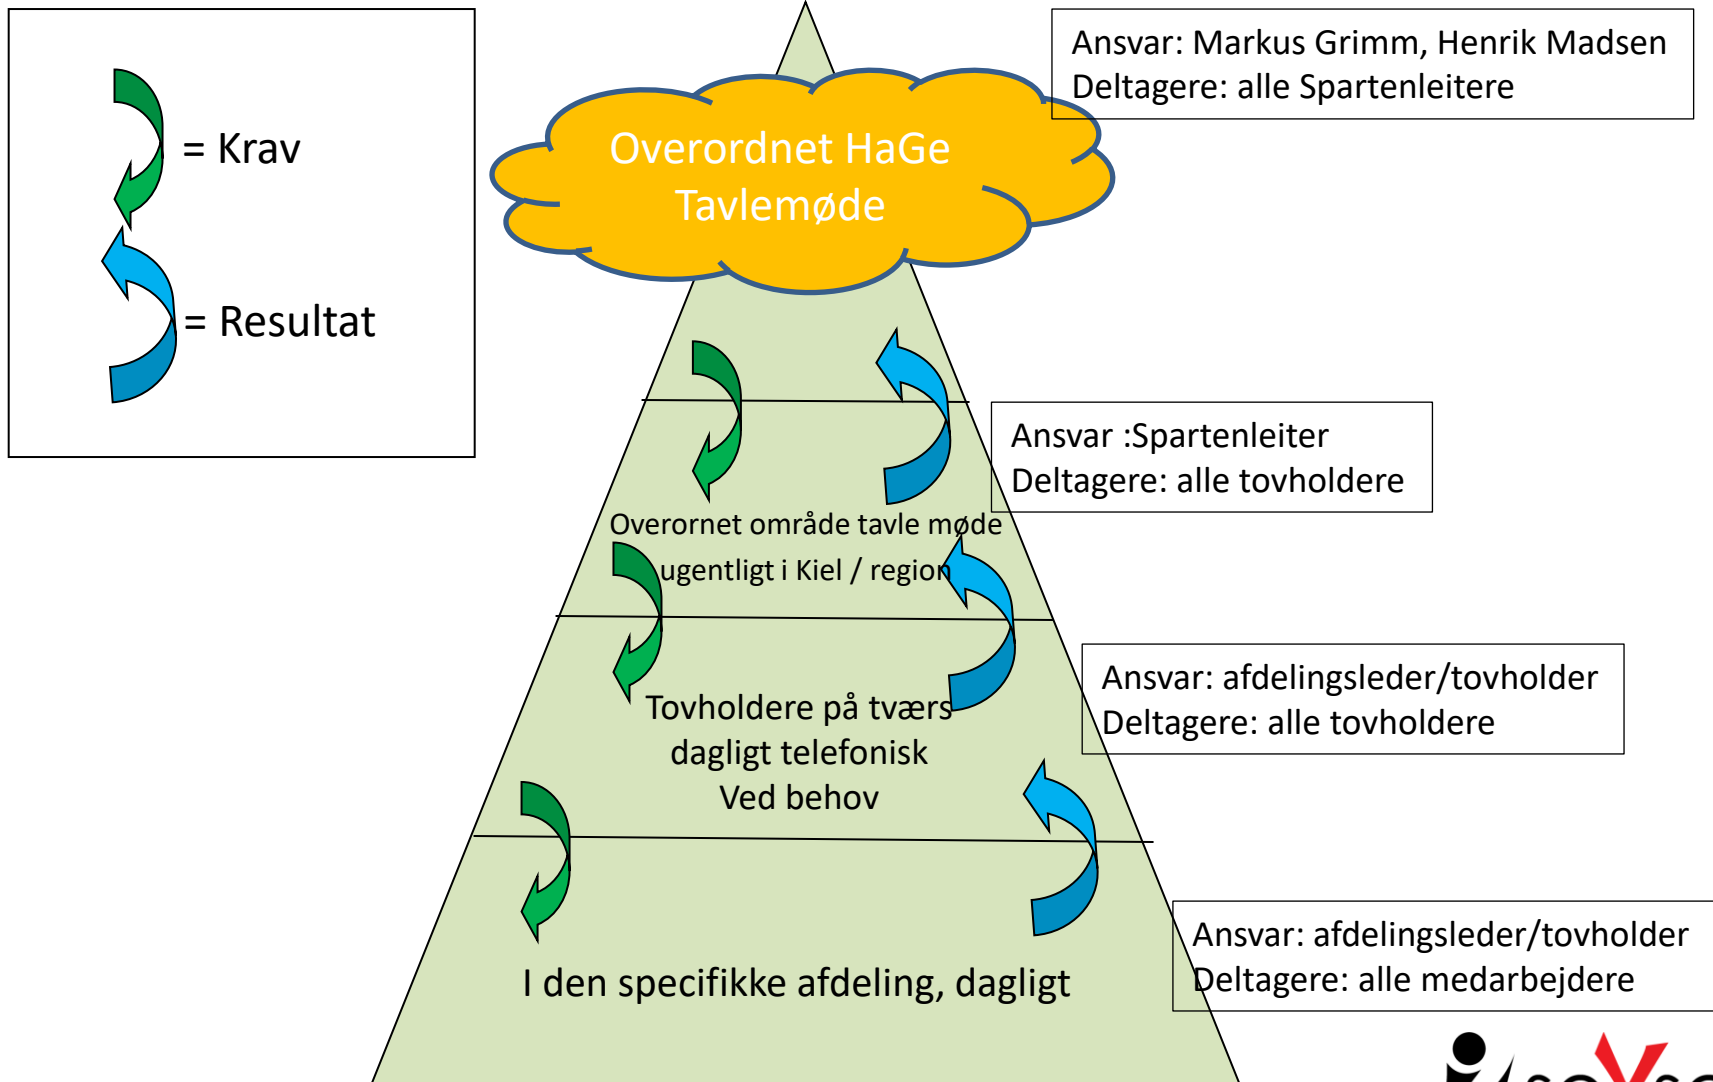 = Krav
= Resultat
Ansvar: Markus Grimm, Henrik Madsen
Deltagere: alle Spartenleitere
Overordnet HaGe
Tavlemøde
Ansvar :Spartenleiter
Deltagere: alle tovholdere
Overornet område tavle møde
ugentligt i Kiel / region
Ansvar: afdelingsleder/tovholder
Deltagere: alle tovholdere
Tovholdere på tværs
dagligt telefonisk
Ved behov
Ansvar: afdelingsleder/tovholder
Deltagere: alle medarbejdere
I den specifikke afdeling, dagligt